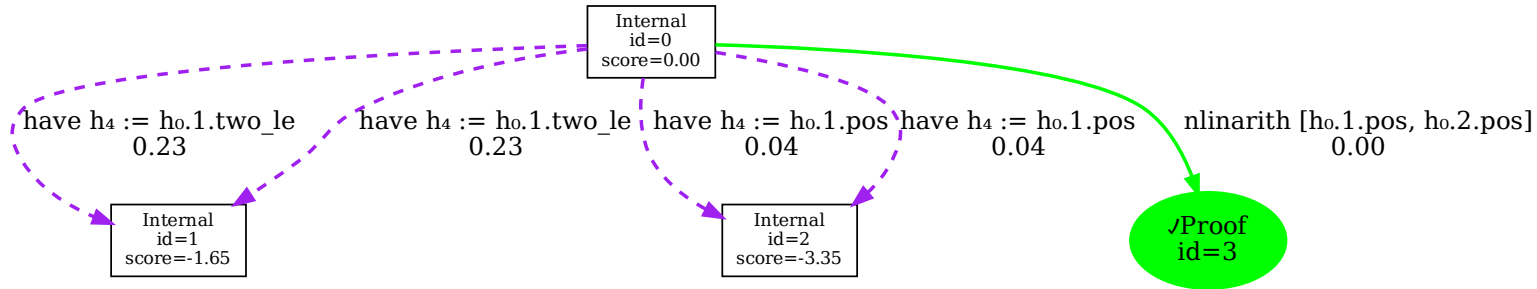 Internal
id=0
score=0.00
have h₄ := h₀.1.two_le
0.23
have h₄ := h₀.1.two_le
0.23
have h₄ := h₀.1.pos
0.04
have h₄ := h₀.1.pos
0.04
nlinarith [h₀.1.pos, h₀.2.pos]
0.00
Internal
id=1
score=-1.65
Internal
id=2
score=-3.35
✓Proof
id=3